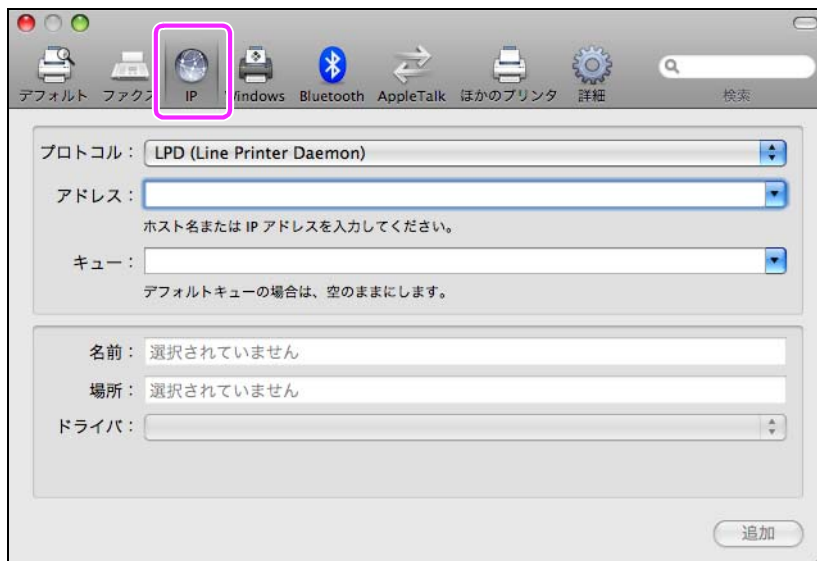 デフォルト ファクス IP Windows Bluetooth AppleTalk ほかのプリンタ 詳細 検索
プロトコル： LPD (Line Printer Daemon)
アドレス：
ホスト名または IP アドレスを入力してください。
キュー：
デフォルトキューの場合は、空のままにします。
名前： 選択されていません
場所： 選択されていません
ドライバ：
追加